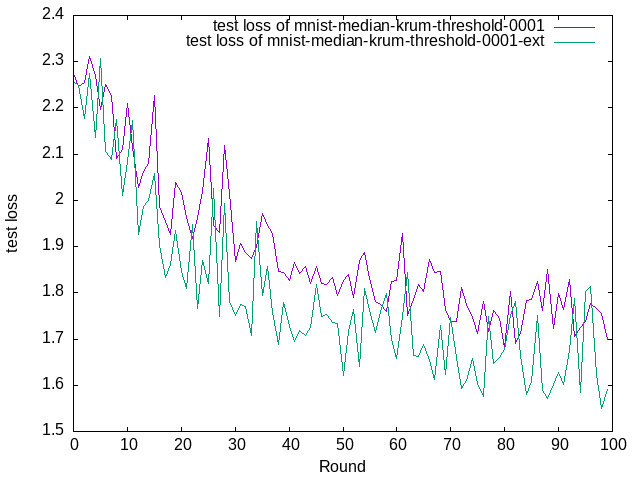 test loss of mnist-median-krum-threshold-0001
test loss of mnist-median-krum-threshold-0001-ext
2.4
2.3
2.2
2.1
2
1.9
1.8
1.7
1.6
1.5
test loss
0 10 20 30 40 50 60 70 80 90 100
Round